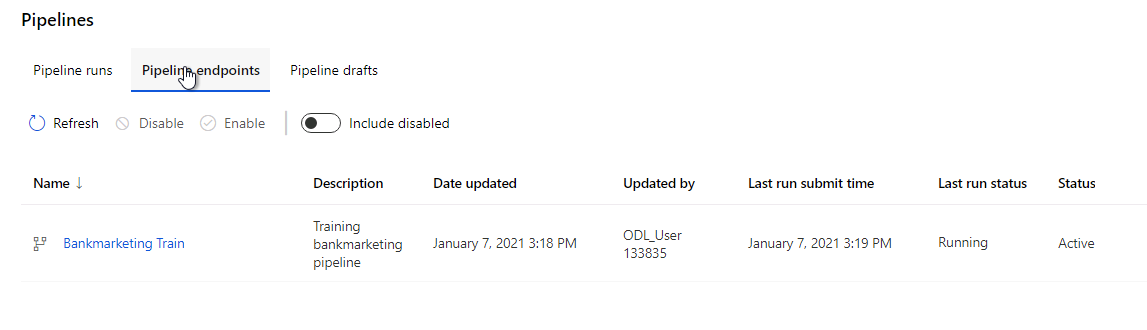 Pipelines
Pipeline runs Pipeline endpoints Pipeline drafts
Refresh Disable Enable Include disabled
Name ↓ Description Date updated Updated by Last run submit time Last run status Status
Bankmarketing Train Training bankmarketing pipeline January 7, 2021 3:18 PM ODL_User 133835 January 7, 2021 3:19 PM Running Active